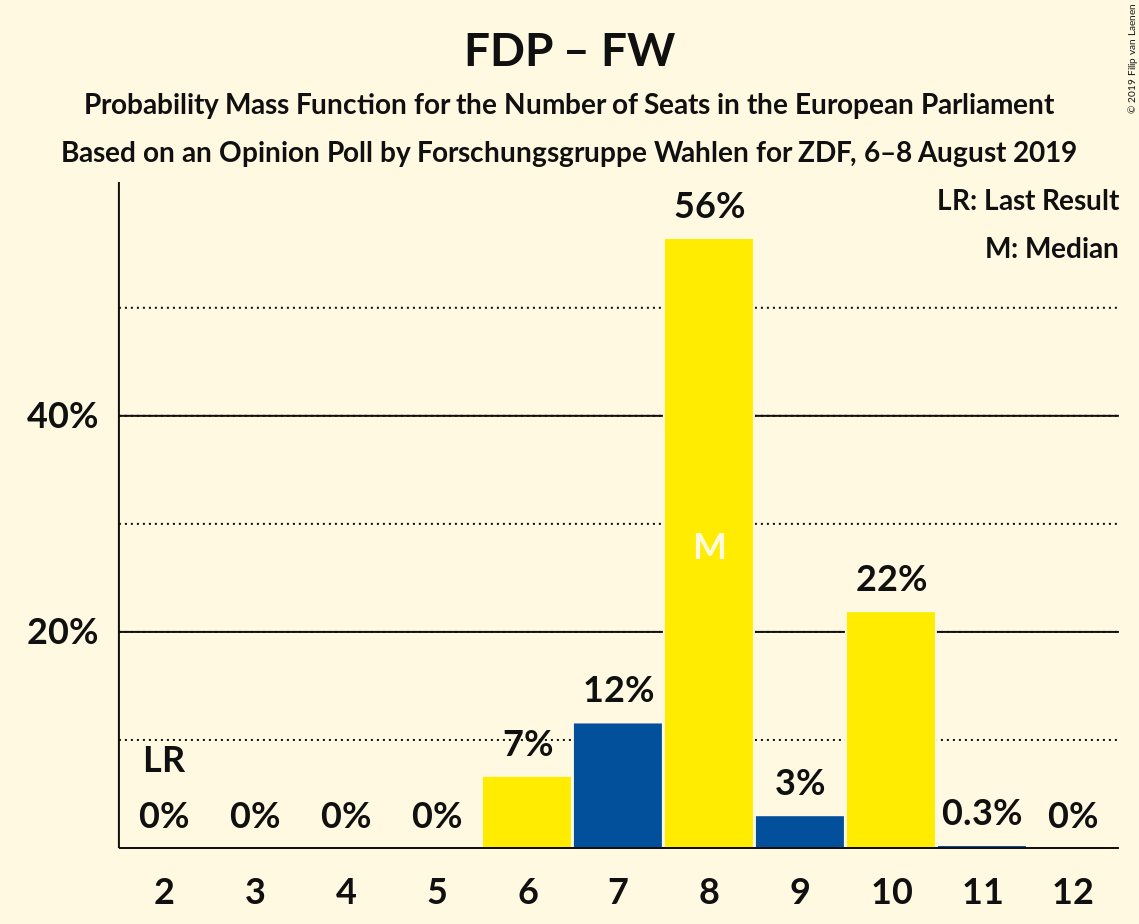 FDP – FW
Probability Mass Function for the Number of Seats in the European Parliament
Based on an Opinion Poll by Forschungsgruppe Wahlen for ZDF, 6–8 August 2019
© 2019 Filip van Laenen
LR: Last Result
M: Median
56%
40%
M
22%
20%
12%
7%
LR
3%
0% 0% 0% 0% 0.3% 0%
2 3 4 5 6 7 8 9 10 11 12